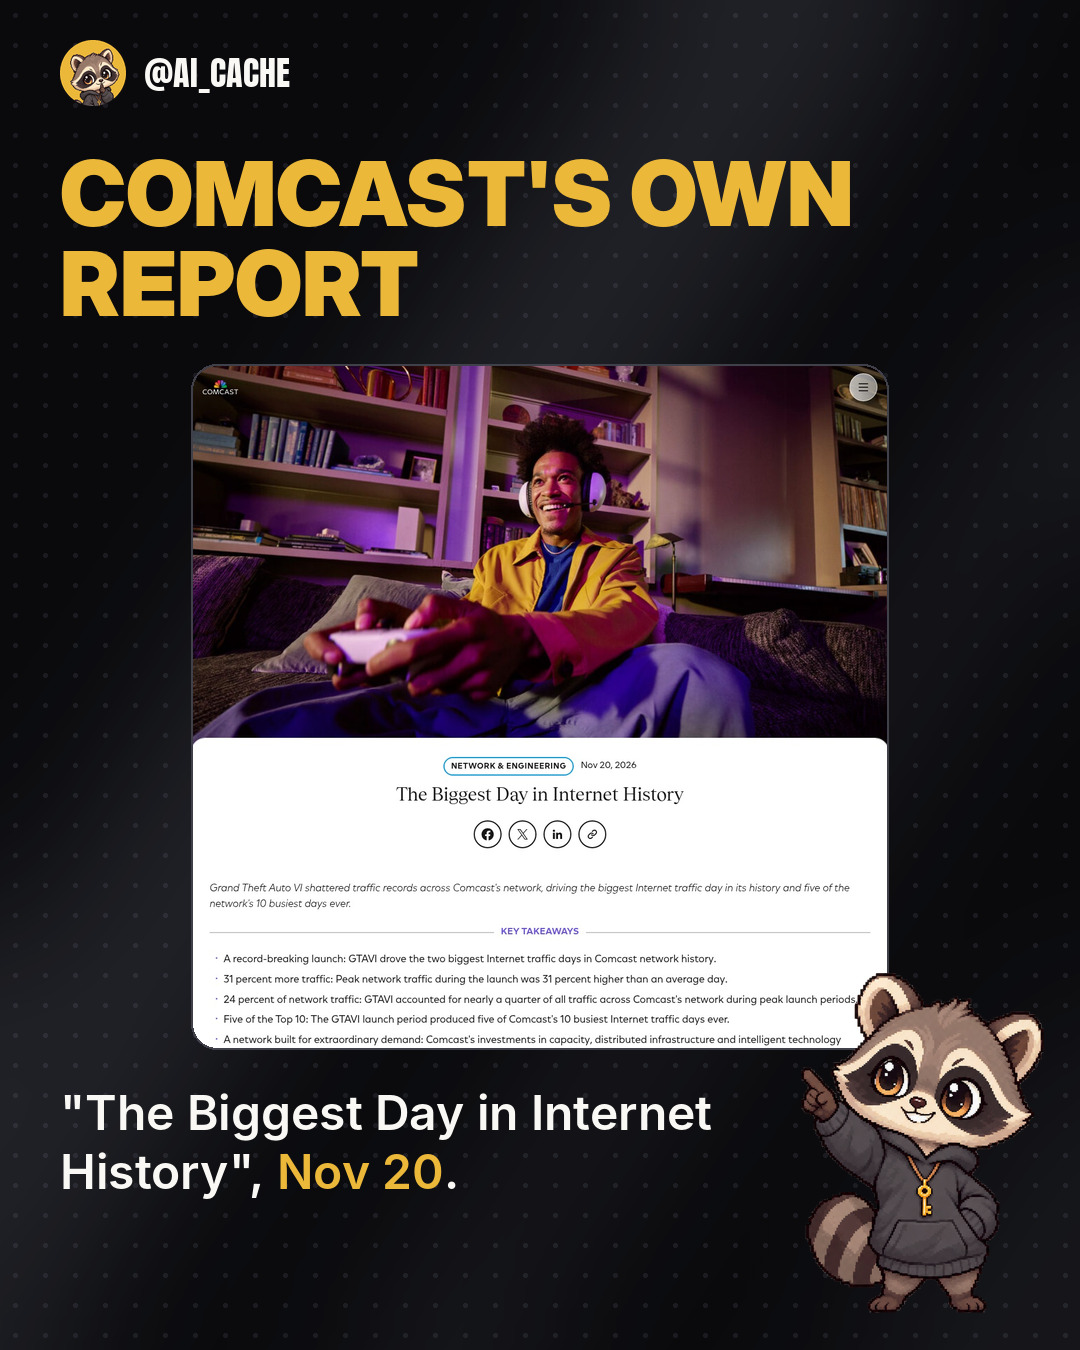 @AI_CACHE
COMCAST'S OWN
REPORT
COMCAST
NETWORK & ENGINEERING Nov 20, 2026
The Biggest Day in Internet History
Grand Theft Auto VI shattered traffic records across Comcast's network, driving the biggest Internet traffic day in its history and five of the
network's 10 busiest days ever.
KEY TAKEAWAYS
· A record-breaking launch: GTAVI drove the two biggest Internet traffic days in Comcast network history.
· 31 percent more traffic: Peak network traffic during the launch was 31 percent higher than an average day.
· 24 percent of network traffic: GTAVI accounted for nearly a quarter of all traffic across Comcast's network during peak launch periods.
· Five of the Top 10: The GTAVI launch period produced five of Comcast's 10 busiest Internet traffic days ever.
· A network built for extraordinary demand: Comcast's investments in capacity, distributed infrastructure and intelligent technology
"The Biggest Day in Internet
History", Nov 20.